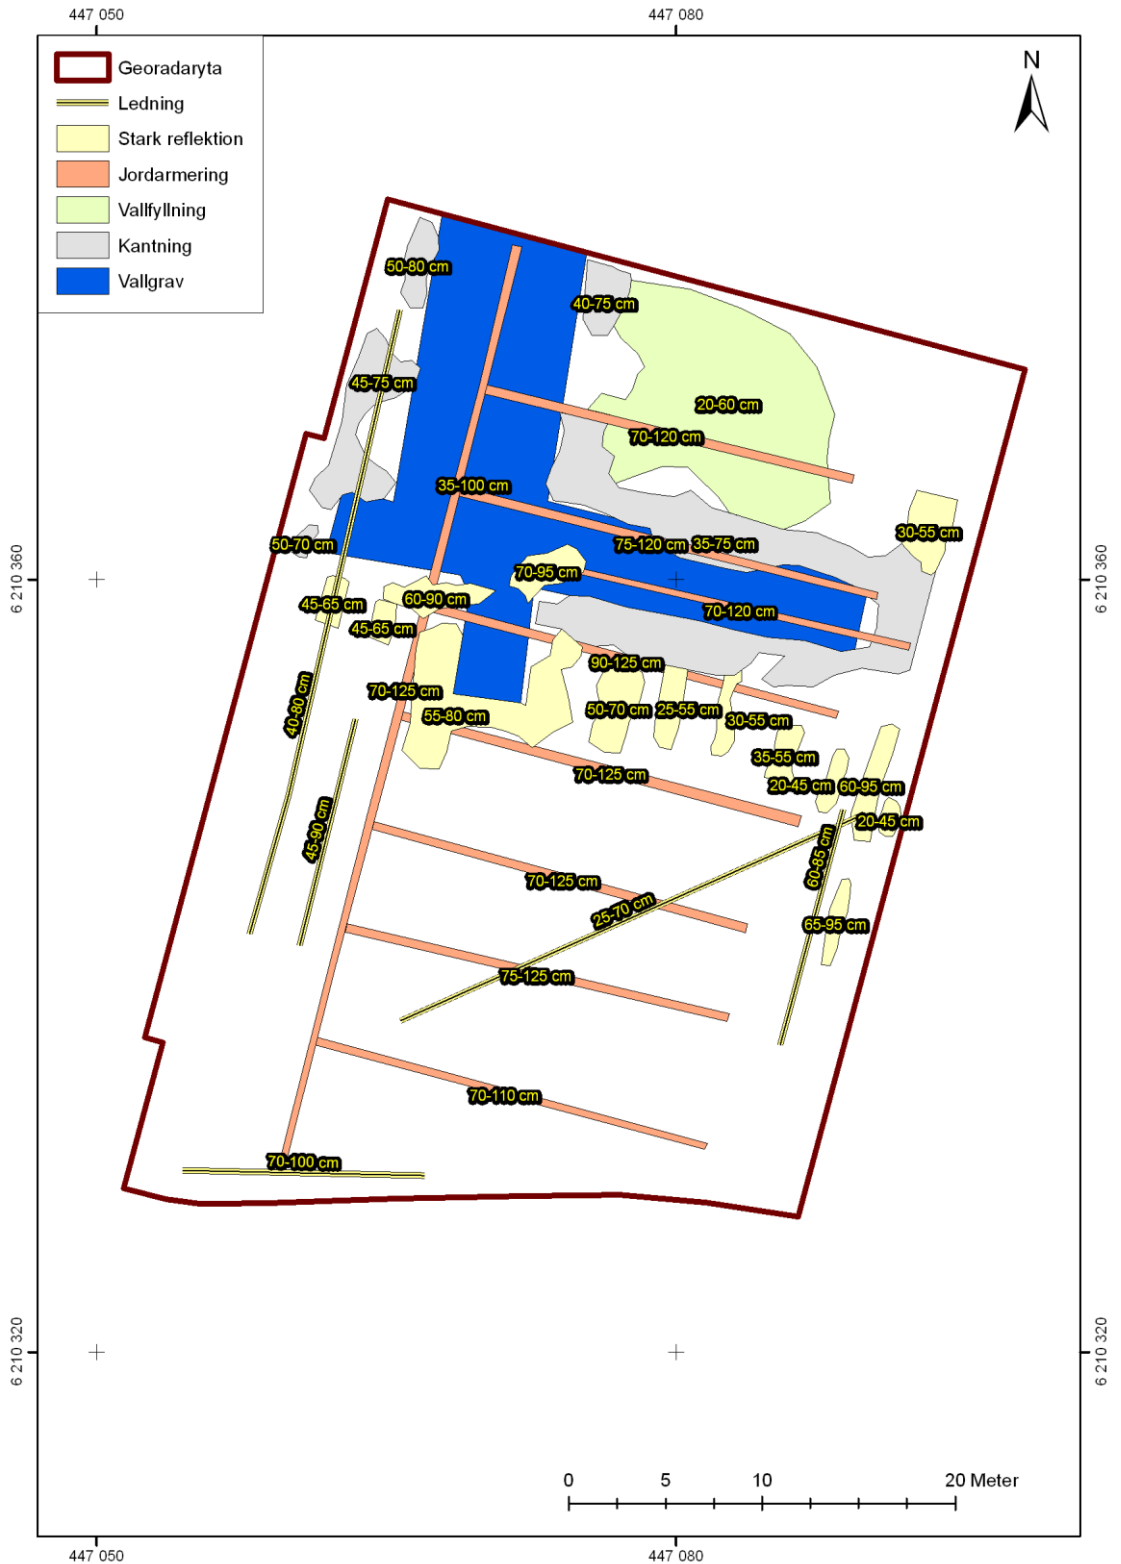 447 050
447 080
Georadaryta
Ledning
Stark reflektion
Jordarmering
Vallfyllning
Kantning
Vallgrav
N
50-80 cm
40-75 cm
45-75 cm
20-60 cm
70-120 cm
35-100 cm
30-55 cm
50-70 cm
75-120 cm
35-75 cm
70-95 cm
6 210 360
6 210 360
45-65 cm
60-90 cm
70-120 cm
45-65 cm
90-125 cm
70-125 cm
40-80 cm
55-80 cm
50-70 cm
25-55 cm
30-55 cm
35-55 cm
70-125 cm
20-45 cm
60-95 cm
20-45 cm
45-90 cm
60-85 cm
70-125 cm
25-70 cm
65-95 cm
75-125 cm
70-110 cm
70-100 cm
6 210 320
6 210 320
0 5 10 20 Meter
447 050
447 080